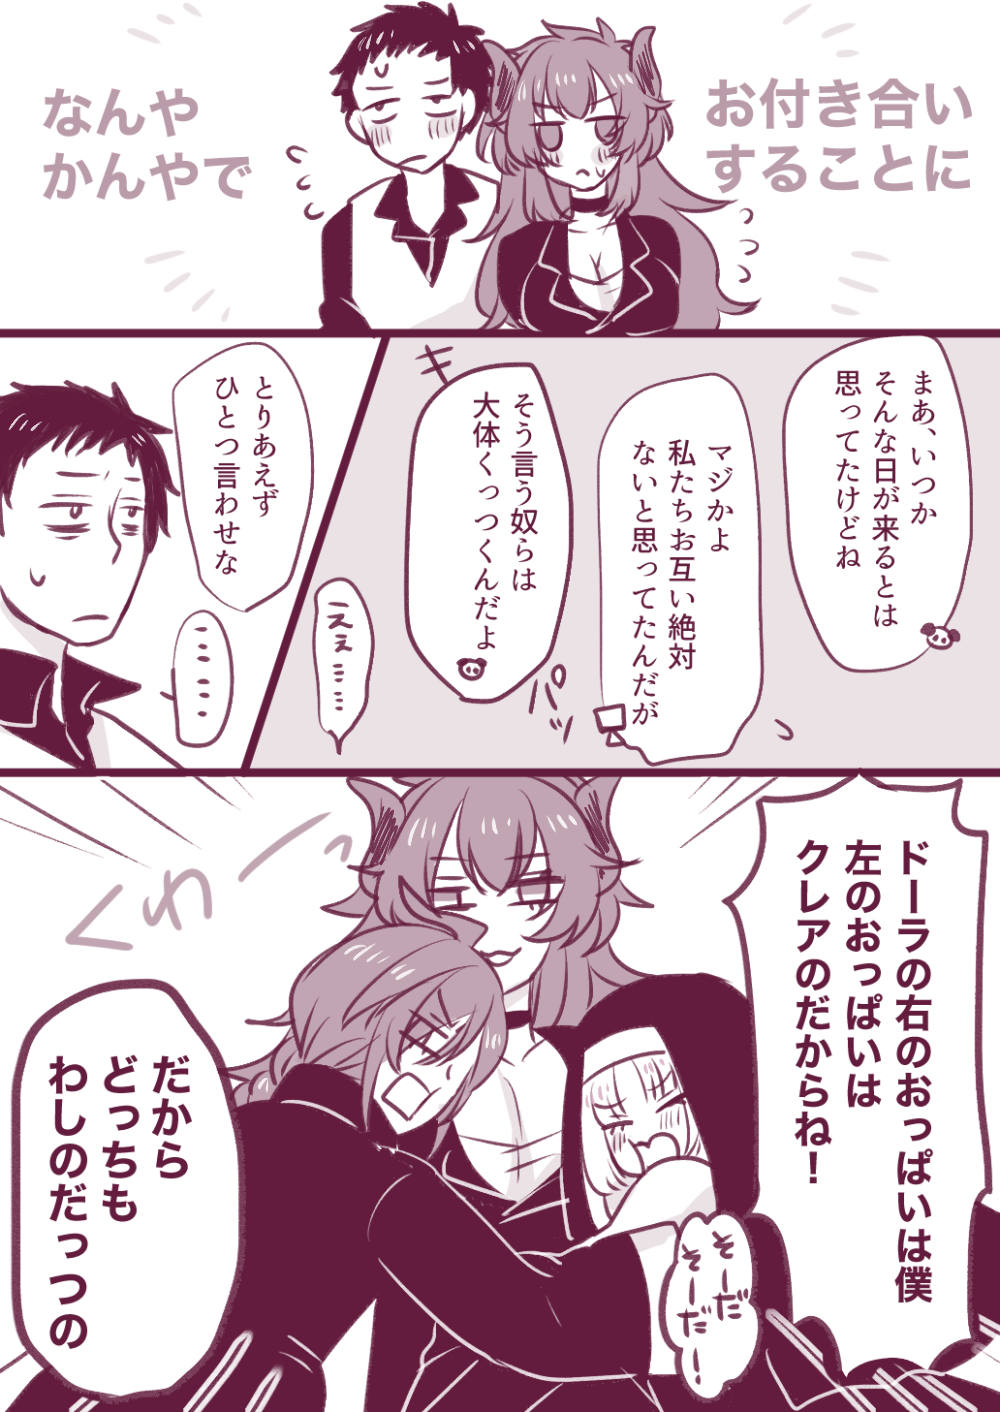 なんや
かんやで
お付き合い
することに
まあ、いつか
そんな日が来るとは
思ってたけどね
マジかよ
私たちお互い絶対
ないと思ってたんだが
そう言う奴らは
大体くっつくんだよ
パッ
えぇ……
とりあえず
ひとつ言わせな
……
ドーラの右のおっぱいは僕
左のおっぱいは
クレアのだからね！
くわーっ
そーだ
そーだ
だから
どっちも
わしのだっつの